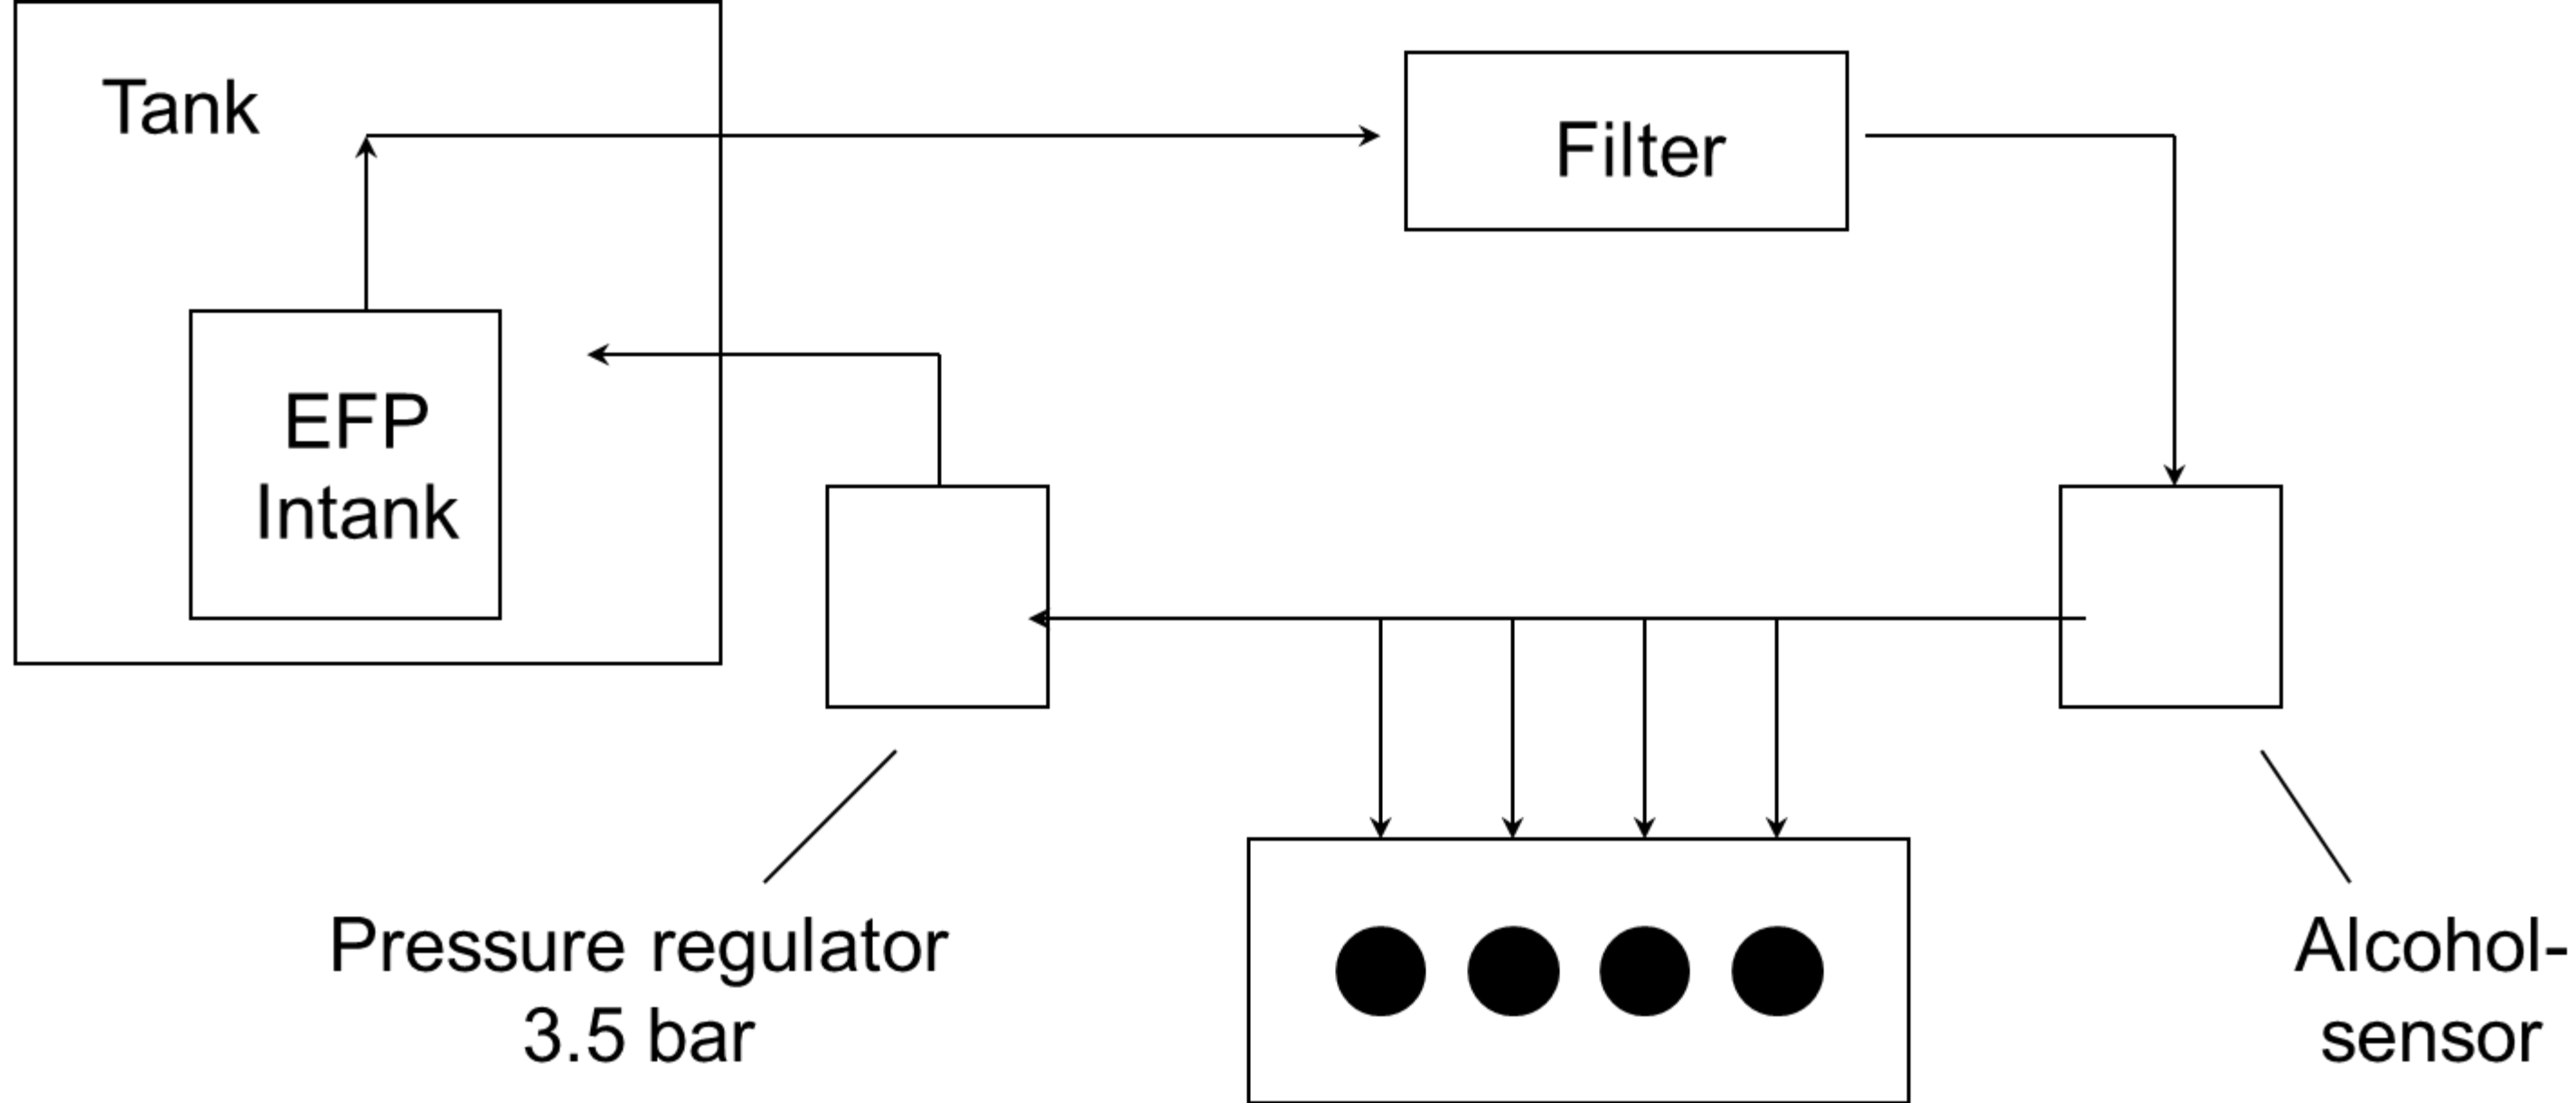 Tank
Filter
EFP
Intank
Pressure regulator
3.5 bar
Alcohol-
sensor